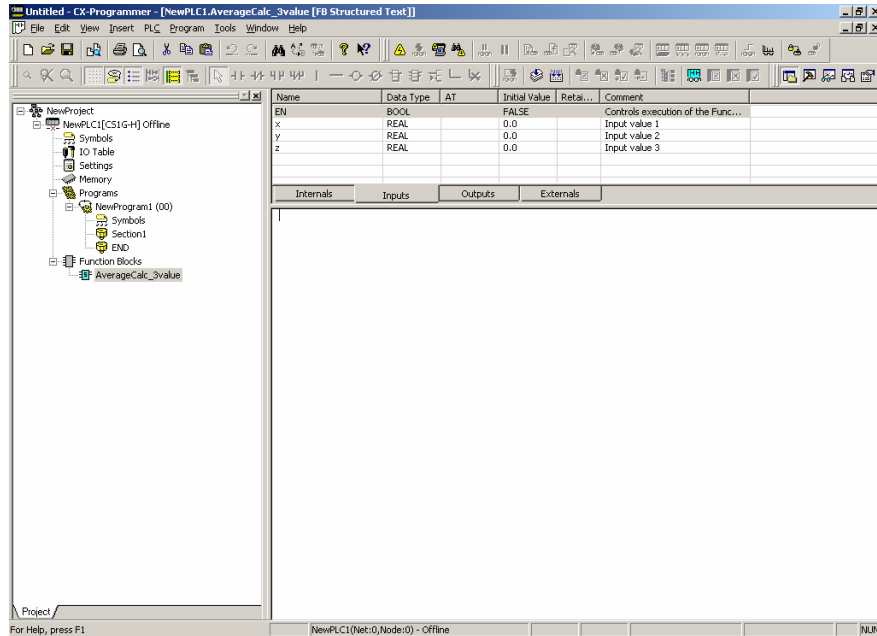 Untitled - CX-Programmer - [NewPLC1.AverageCalc_3value [FB Structured Text]]
File Edit View Insert PLC Program Tools Window Help
Name Data Type AT Initial Value Retai... Comment
EN BOOL FALSE Controls execution of the Func...
x REAL 0.0 Input value 1
y REAL 0.0 Input value 2
z REAL 0.0 Input value 3
Internals Inputs Outputs Externals
NewProject
NewPLC1[CS1G-H] Offline
Symbols
IO Table
Settings
Memory
Programs
NewProgram1 (00)
Symbols
Section1
END
Function Blocks
AverageCalc_3value
Project
For Help, press F1 NewPLC1(Net:0,Node:0) - Offline NUM